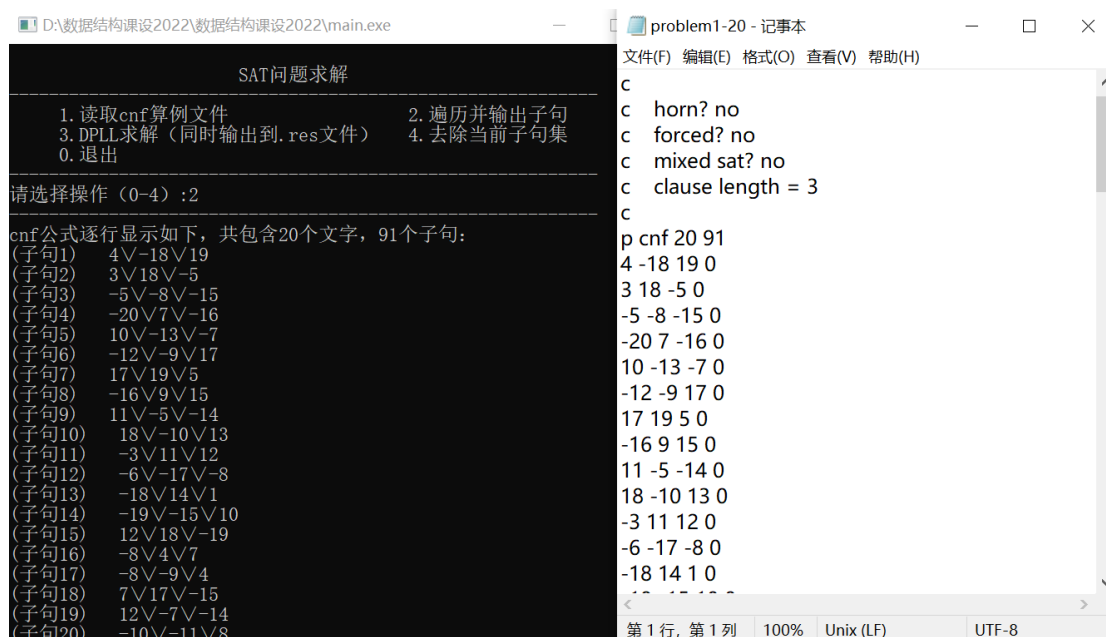 D:\数据结构课设2022\数据结构课设2022\main.exe
SAT问题求解
1.读取cnf算例文件 2.遍历并输出子句
3.DPLL求解（同时输出到.res文件） 4.去除当前子句集
0.退出
请选择操作（0-4）:2
cnf公式逐行显示如下，共包含20个文字，91个子句:
(子句1) 4∨-18∨19
(子句2) 3∨18∨-5
(子句3) -5∨-8∨-15
(子句4) -20∨7∨-16
(子句5) 10∨-13∨-7
(子句6) -12∨-9∨17
(子句7) 17∨19∨5
(子句8) -16∨9∨15
(子句9) 11∨-5∨-14
(子句10) 18∨-10∨13
(子句11) -3∨11∨12
(子句12) -6∨-17∨-8
(子句13) -18∨14∨1
(子句14) -19∨-15∨10
(子句15) 12∨18∨-19
(子句16) -8∨4∨7
(子句17) -8∨-9∨4
(子句18) 7∨17∨-15
(子句19) 12∨-7∨-14
(子句20) -10∨-11∨8
problem1-20 - 记事本
文件(F) 编辑(E) 格式(O) 查看(V) 帮助(H)
c
c horn? no
c forced? no
c mixed sat? no
c clause length = 3
c
p cnf 20 91
4 -18 19 0
3 18 -5 0
-5 -8 -15 0
-20 7 -16 0
10 -13 -7 0
-12 -9 17 0
17 19 5 0
-16 9 15 0
11 -5 -14 0
18 -10 13 0
-3 11 12 0
-6 -17 -8 0
-18 14 1 0
-19 -15 10 0
第 1 行，第 1 列 100% Unix (LF) UTF-8